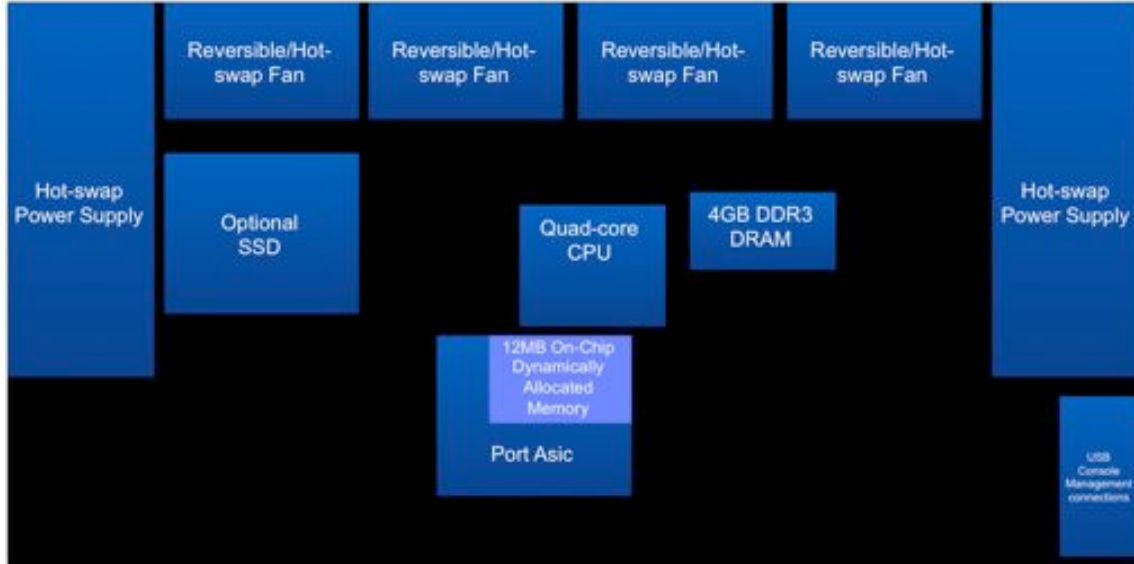 Reversible/Hot-
swap Fan
Reversible/Hot-
swap Fan
Reversible/Hot-
swap Fan
Reversible/Hot-
swap Fan
Hot-swap
Power Supply
Optional
SSD
Quad-core
CPU
4GB DDR3
DRAM
Hot-swap
Power Supply
12MB On-Chip
Dynamically
Allocated
Memory
Port Asic
USB
Console
Management
connections